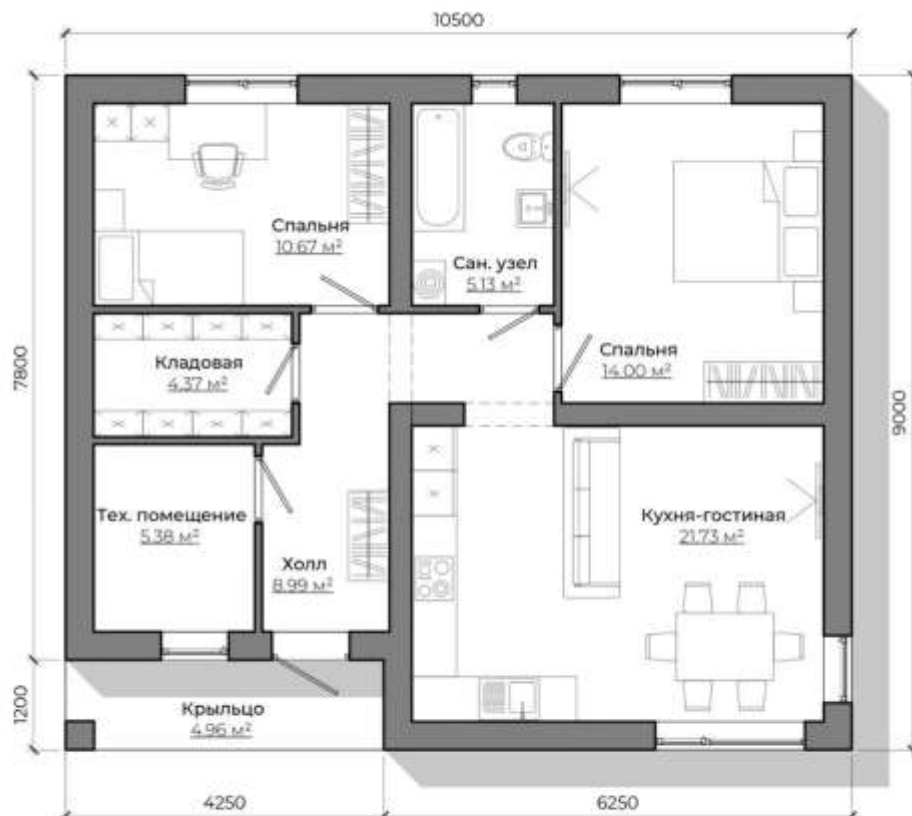 10500
Спальня
10.67 м²
Сан. узел
5.13 м²
Спальня
14.00 м²
Кладовая
4.37 м²
7800
9000
Тех. помещение
5.38 м²
Кухня-гостиная
21.73 м²
Холл
8.99 м²
1200
Крыльцо
4.96 м²
4250
6250